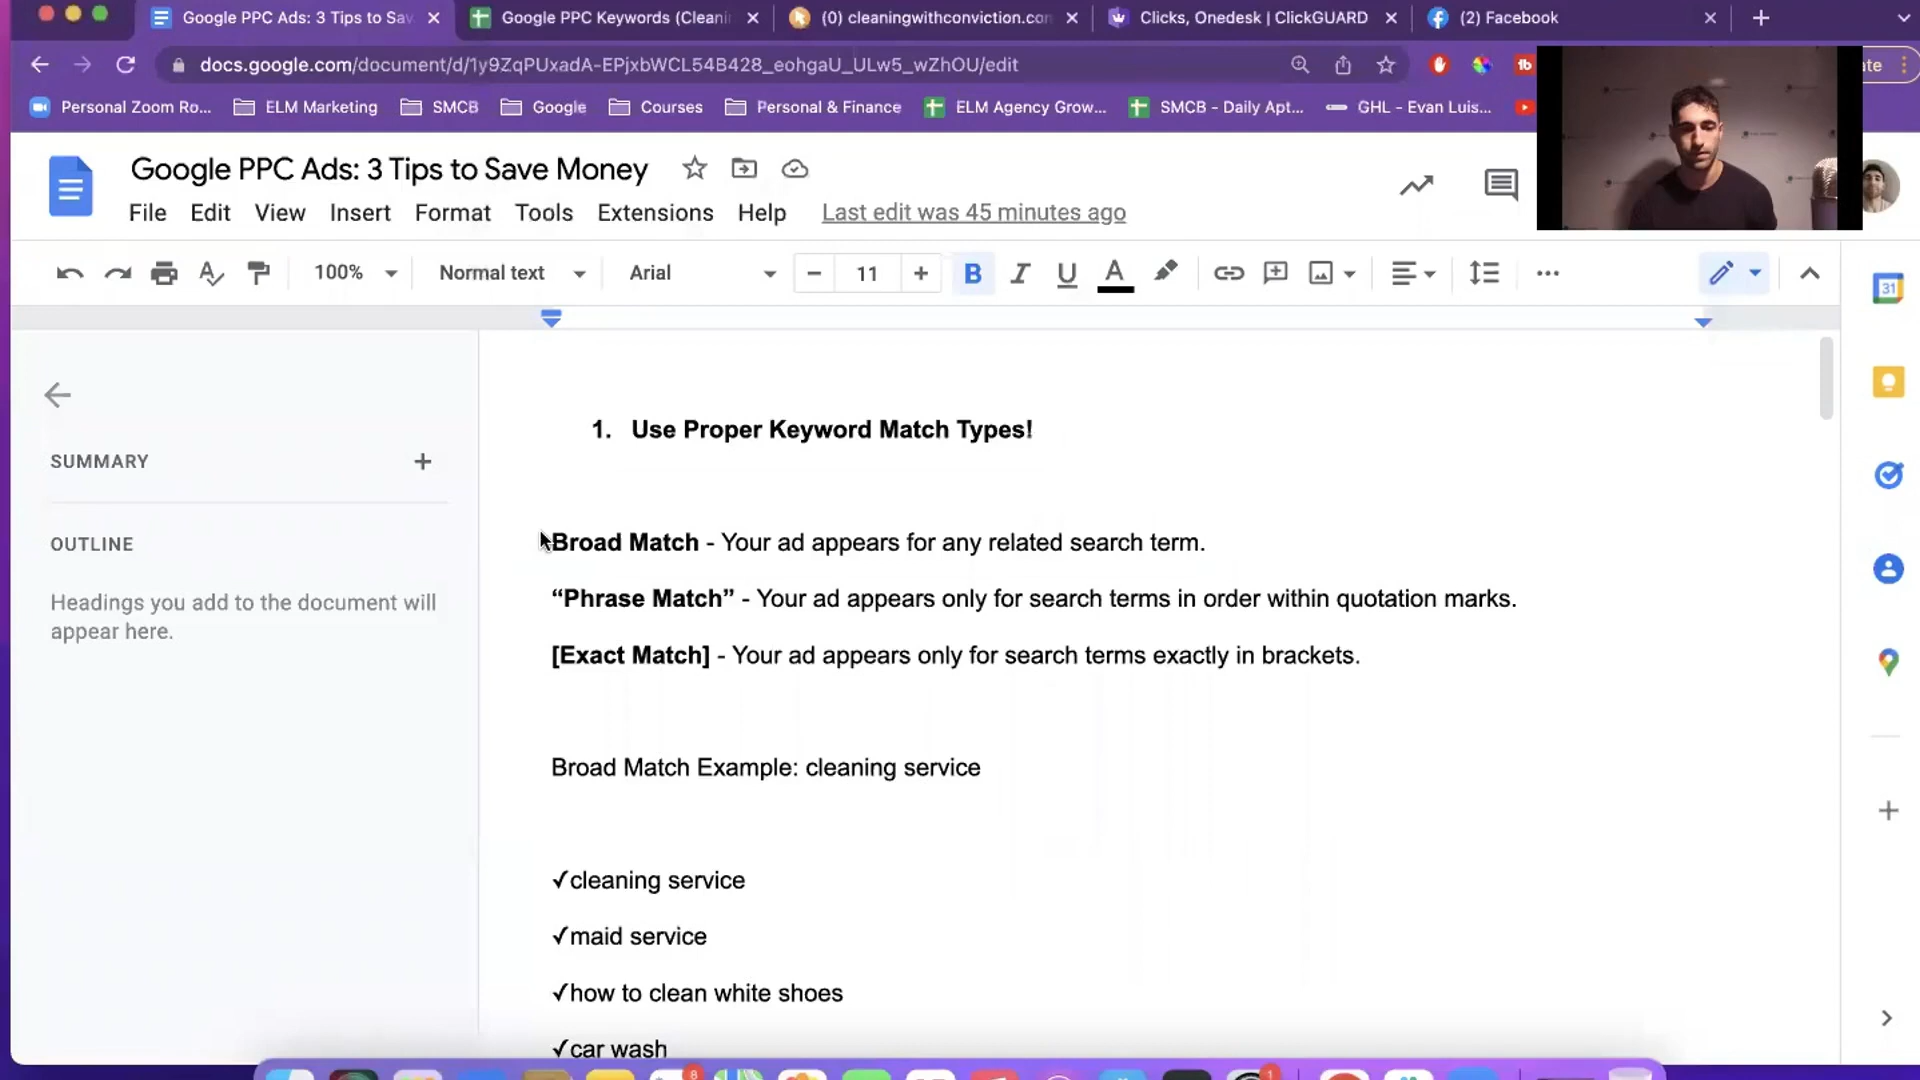 Google PPC Ads: 3 Tips to Sav
Google PPC Keywords (Cleani
(0) cleaningwithconviction.con
Clicks, Onedesk | ClickGUARD
(2) Facebook
docs.google.com/document/d/1y9ZqPUxadA-EPjxbWCL54B428_eohgaU_ULw5_wZhOU/edit
Personal Zoom Ro...
ELM Marketing
SMCB
Google
Courses
Personal & Finance
ELM Agency Grow...
SMCB - Daily Apt...
GHL - Evan Luis...
Google PPC Ads: 3 Tips to Save Money
File Edit View Insert Format Tools Extensions Help Last edit was 45 minutes ago
100% Normal text Arial 11 B I U A
31
SUMMARY
OUTLINE
Headings you add to the document will
appear here.
1. Use Proper Keyword Match Types!
Broad Match - Your ad appears for any related search term.
“Phrase Match” - Your ad appears only for search terms in order within quotation marks.
[Exact Match] - Your ad appears only for search terms exactly in brackets.
Broad Match Example: cleaning service
✓cleaning service
✓maid service
✓how to clean white shoes
✓car wash
8
1